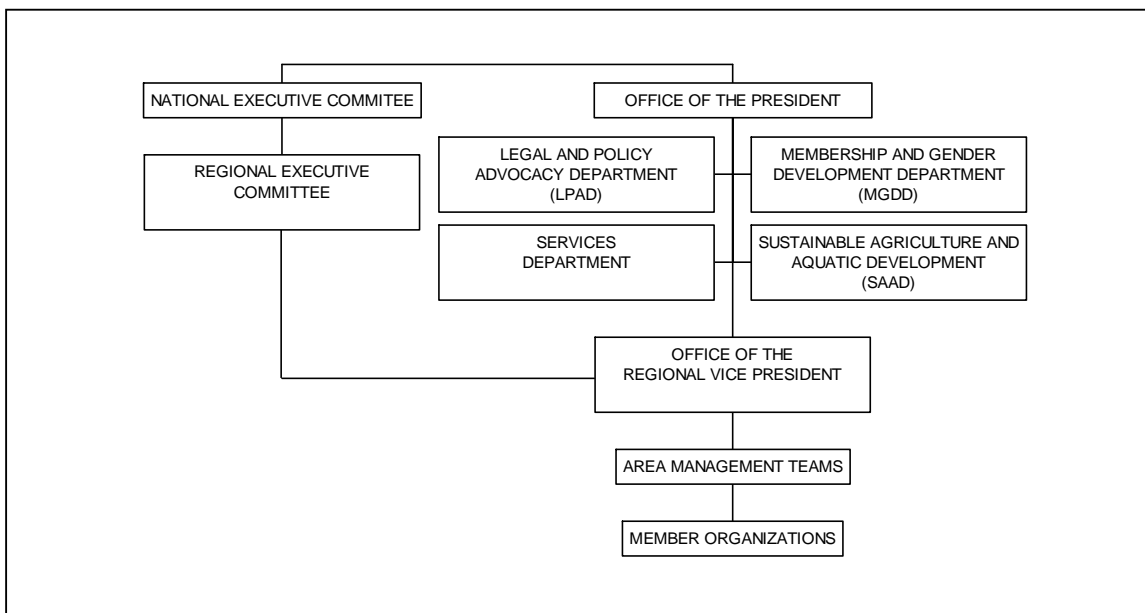 NATIONAL EXECUTIVE COMMITEE
OFFICE OF THE PRESIDENT
REGIONAL EXECUTIVE
COMMITTEE
LEGAL AND POLICY
ADVOCACY DEPARTMENT
(LPAD)
MEMBERSHIP AND GENDER
DEVELOPMENT DEPARTMENT
(MGDD)
SERVICES
DEPARTMENT
SUSTAINABLE AGRICULTURE AND
AQUATIC DEVELOPMENT
(SAAD)
OFFICE OF THE
REGIONAL VICE PRESIDENT
AREA MANAGEMENT TEAMS
MEMBER ORGANIZATIONS